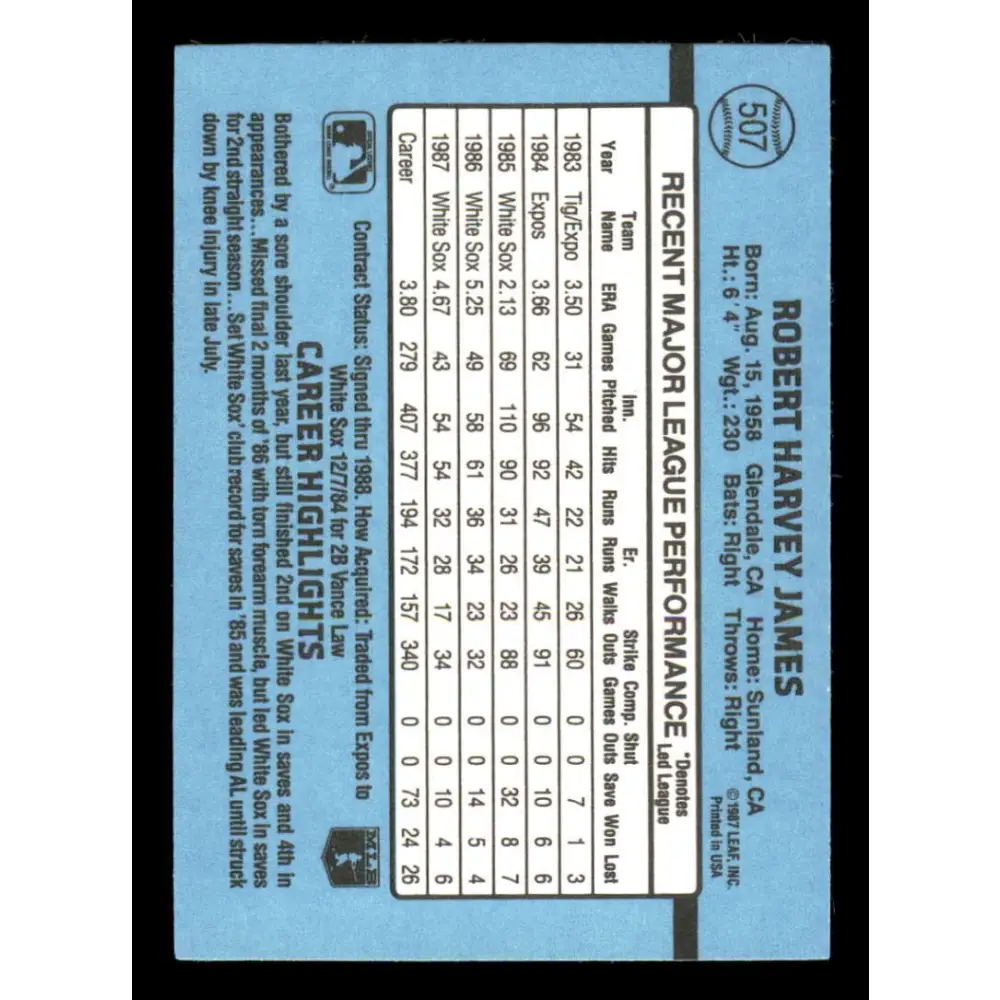 507
ROBERT HARVEY JAMES
Born: Aug. 15, 1958 Glendale, CA Home: Sunland, CA
Ht.: 6'4" Wgt.: 230 Bats: Right Throws: Right
©1987 LEAF, INC.
Printed in USA
RECENT MAJOR LEAGUE PERFORMANCE
*Denotes
Led League
Team Inn. Er. Strike Comp. Shut
Year Name ERA Games Pitched Hits Runs Runs Walks Outs Games Outs Save Won Lost
1983 Tig/Expo 3.50 31 54 42 22 21 26 60 0 0 7 1 3
1984 Expos 3.66 62 96 92 47 39 45 91 0 0 10 6 6
1985 White Sox 2.13 69 110 90 31 26 23 88 0 0 32 8 7
1986 White Sox 5.25 49 58 61 36 34 23 32 0 0 14 5 4
1987 White Sox 4.67 43 54 54 32 28 17 34 0 0 10 4 6
Career 3.80 279 407 377 194 172 157 340 0 0 73 24 26
MLB
Contract Status: Signed thru 1988. How Acquired: Traded from Expos to
White Sox 12/7/84 for 2B Vance Law
CAREER HIGHLIGHTS
Bothered by a sore shoulder last year, but still finished 2nd on White Sox in saves and 4th in
appearances...Missed final 2 months of '86 with torn forearm muscle, but led White Sox in saves
for 2nd straight season...Set White Sox' club record for saves in '85 and was leading AL until struck
down by knee injury in late July.